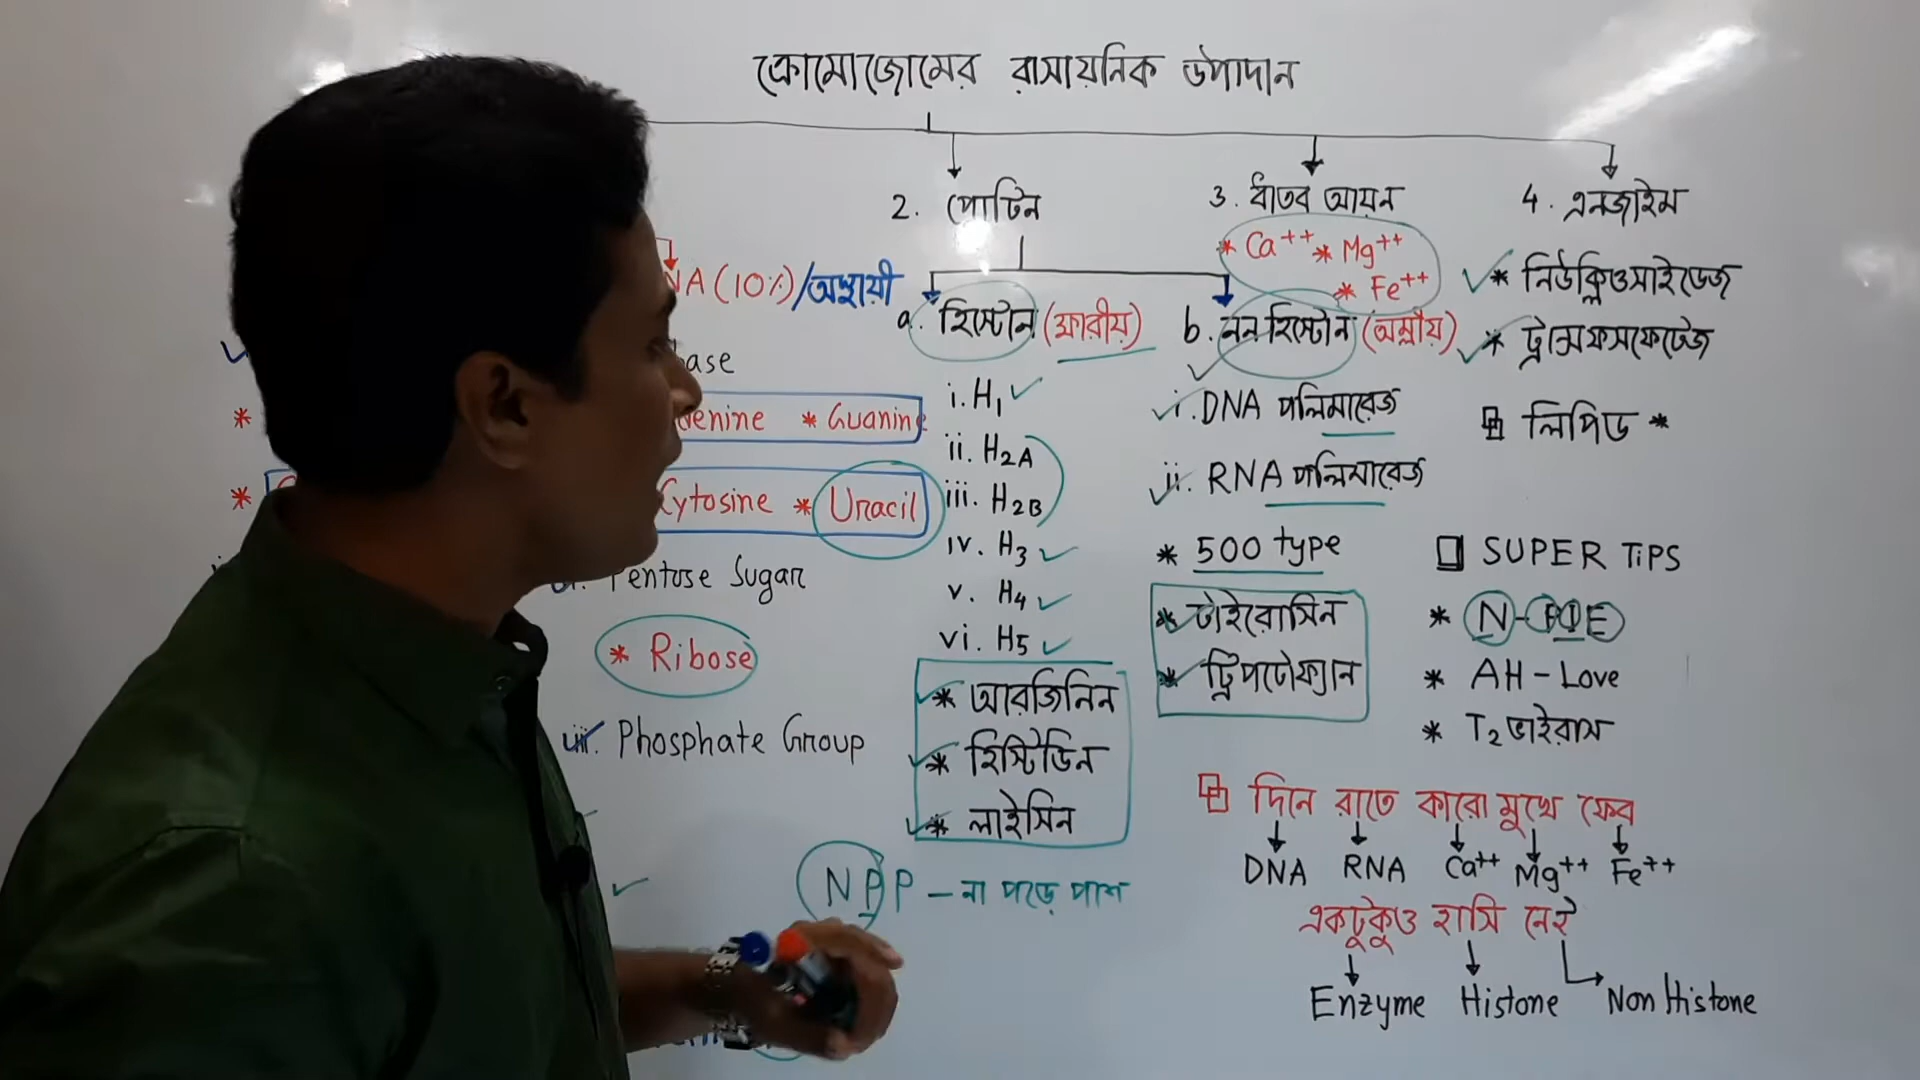 ক্রোমোজোমের রাসায়নিক উপাদান
2. প্রোটিন
3. ধাতব আয়ন
4. এনজাইম
* Ca++ * Mg++
* Fe++
NA (10%)/অস্থায়ী
a. হিস্টোন (ক্ষারীয়)
b. নন হিস্টোন (অম্লীয়)
* নিউক্লিওসাইডেজ
* ট্রান্সফসফেটেজ
লিপিড *
base
* denine * Guanine
* Cytosine * Uracil
Pentose Sugar
* Ribose
iii. Phosphate Group
i. H1
ii. H2A
iii. H2B
iv. H3
v. H4
vi. H5
* আরজিনিন
* হিস্টিডিন
* লাইসিন
NPP - না পড়ে পাশ
i. DNA পলিমারেজ
ii. RNA পলিমারেজ
* 500 type
* টাইরোসিন
* ট্রিপটোফ্যান
SUPER TiPS
* AH - Love
* T2 ভাইরাস
দিনে রাতে কারো মুখে ফেব
DNA RNA Ca++ Mg++ Fe++
একটুকুও হাসি নেই
Enzyme Histone Non Histone